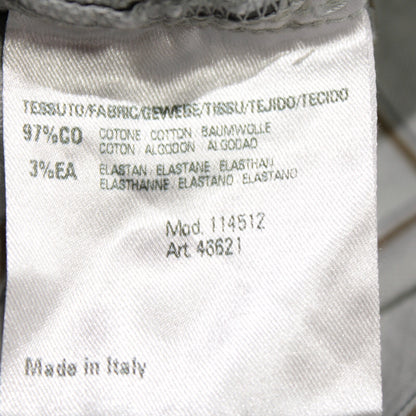 TESSUTO/FABRIC/GEWEBE/TISSU/TEJIDO/TECIDO
97%CO COTONE COTTON BAUMWOLLE
COTON ALGODON ALGODAO
3%EA ELASTAN ELASTANE ELASTHAN
ELASTHANNE ELASTANO ELASTANO
Mod. 114512
Art. 46621
Made in Italy